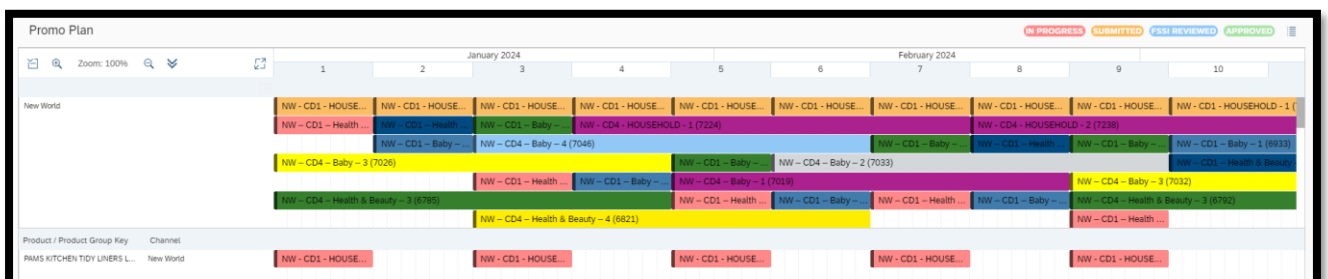 Promo Plan
IN PROGRESS SUBMITTED FSSI REVIEWED APPROVED
Zoom: 100%
January 2024 February 2024
1 2 3 4 5 6 7 8 9 10
New World
NW - CD1 - HOUSE... NW - CD1 - HOUSE... NW - CD1 - HOUSE... NW - CD1 - HOUSE... NW - CD1 - HOUSE... NW - CD1 - HOUSE... NW - CD1 - HOUSE... NW - CD1 - HOUSE... NW - CD1 - HOUSE... NW - CD1 - HOUSEHOLD - 1 (
NW – CD1 – Health ... NW – CD1 – Health ... NW – CD1 – Baby – ... NW - CD4 - HOUSEHOLD - 1 (7224) NW - CD4 - HOUSEHOLD - 2 (7238)
NW – CD1 – Baby – ... NW – CD4 – Baby – 4 (7046) NW – CD1 – Baby – ... NW – CD1 – Health ... NW – CD1 – Baby – ... NW – CD1 – Baby – 1 (6933)
NW – CD4 – Baby – 3 (7026) NW – CD1 – Baby – ... NW – CD4 – Baby – 2 (7033) NW – CD1 – Health & Beauty
NW – CD1 – Health ... NW – CD1 – Baby – ... NW – CD4 – Baby – 1 (7019) NW – CD4 – Baby – 3 (7032)
NW – CD4 – Health & Beauty – 3 (6785) NW – CD1 – Health ... NW – CD1 – Baby – ... NW – CD1 – Health ... NW – CD1 – Baby – ... NW – CD4 – Health & Beauty – 3 (6792)
NW – CD4 – Health & Beauty – 4 (6821) NW – CD1 – Health ...
Product / Product Group Key Channel
PAMS KITCHEN TIDY LINERS L... New World NW - CD1 - HOUSE... NW - CD1 - HOUSE... NW - CD1 - HOUSE... NW - CD1 - HOUSE... NW - CD1 - HOUSE...